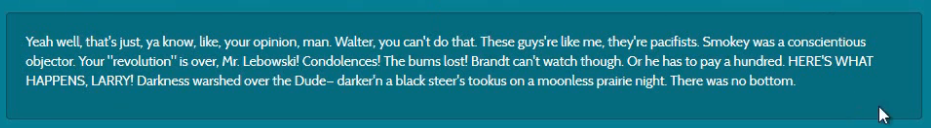 Yeah well, that's just, ya know, like, your opinion, man. Walter, you can't do that. These guys're like me, they're pacifists. Smokey was a conscientious
objector. Your "revolution" is over, Mr. Lebowski! Condolences! The bums lost! Brandt can't watch though. Or he has to pay a hundred. HERE'S WHAT
HAPPENS, LARRY! Darkness warshed over the Dude– darker'n a black steer's tookus on a moonless prairie night. There was no bottom.